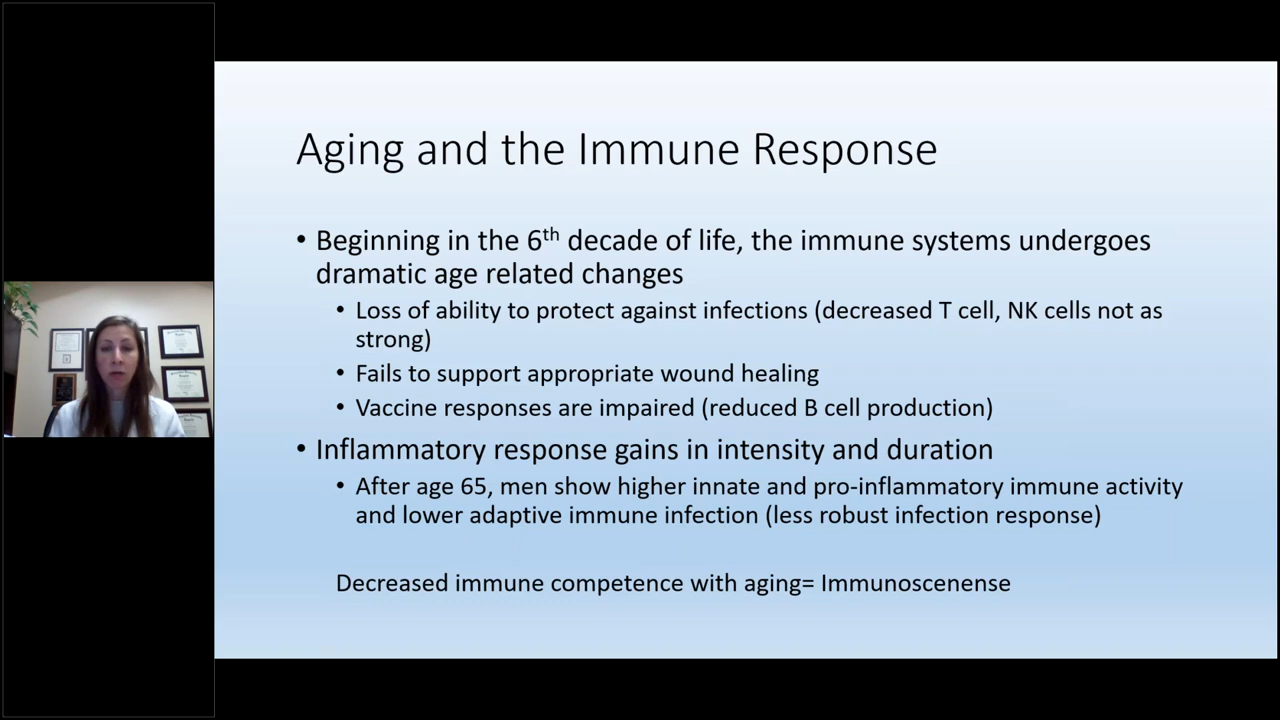 Aging and the Immune Response
• Beginning in the 6th decade of life, the immune systems undergoes
dramatic age related changes
• Loss of ability to protect against infections (decreased T cell, NK cells not as
strong)
• Fails to support appropriate wound healing
• Vaccine responses are impaired (reduced B cell production)
• Inflammatory response gains in intensity and duration
• After age 65, men show higher innate and pro-inflammatory immune activity
and lower adaptive immune infection (less robust infection response)
Decreased immune competence with aging= Immunoscenense